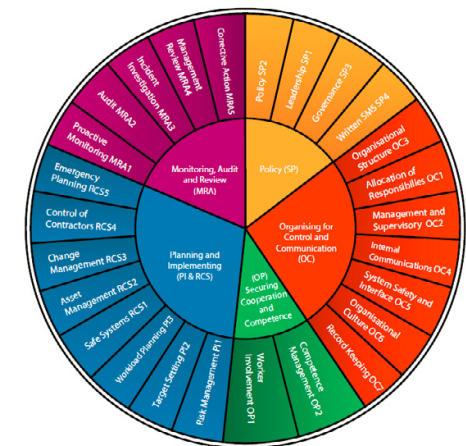 Policy SP2
Leadership SP1
Governance SP3
Written SMS SP4
Organisational
Structure OC3
Allocation of
Responsibilies OC1
Management and
Supervisory OC2
Internal
Communications OC4
System Safety and
Interface OC5
Organisational
Culture OC6
Record Keeping OC7
Competence
Management OP2
Worker
Involvement OP1
Risk Management PI1
Target Setting PI2
Workload Planning PI3
Safe Systems RCS1
Asset
Management RCS2
Change
Management RCS3
Control of
Contractors RCS4
Emergency
Planning RCS5
Proactive
Monitoring MRA1
Audit MRA2
Incident
Investigation MRA3
Management
Review MRA4
Corrective Action MRA5
Monitoring, Audit
and Review
(MRA)
Policy (SP)
Organising for
Control and
Communication
(OC)
(OP)
Securing
Cooperation
and
Competence
Planning and
Implementing
(PI & RCS)